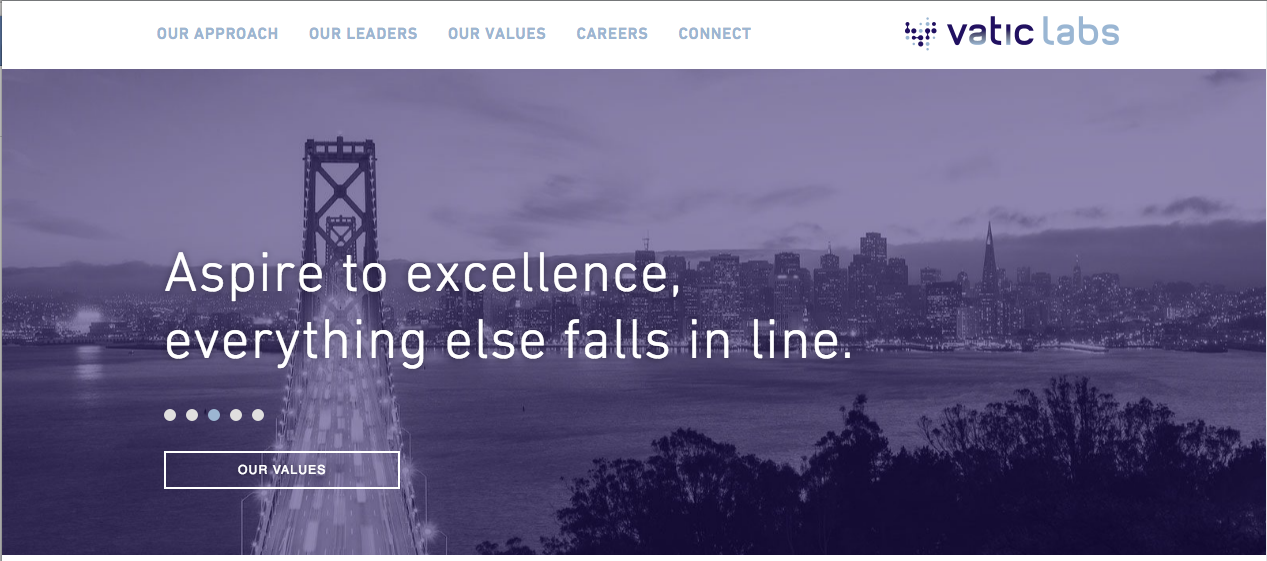 OUR APPROACH OUR LEADERS OUR VALUES CAREERS CONNECT vatic labs
Aspire to excellence,
everything else falls in line.
OUR VALUES